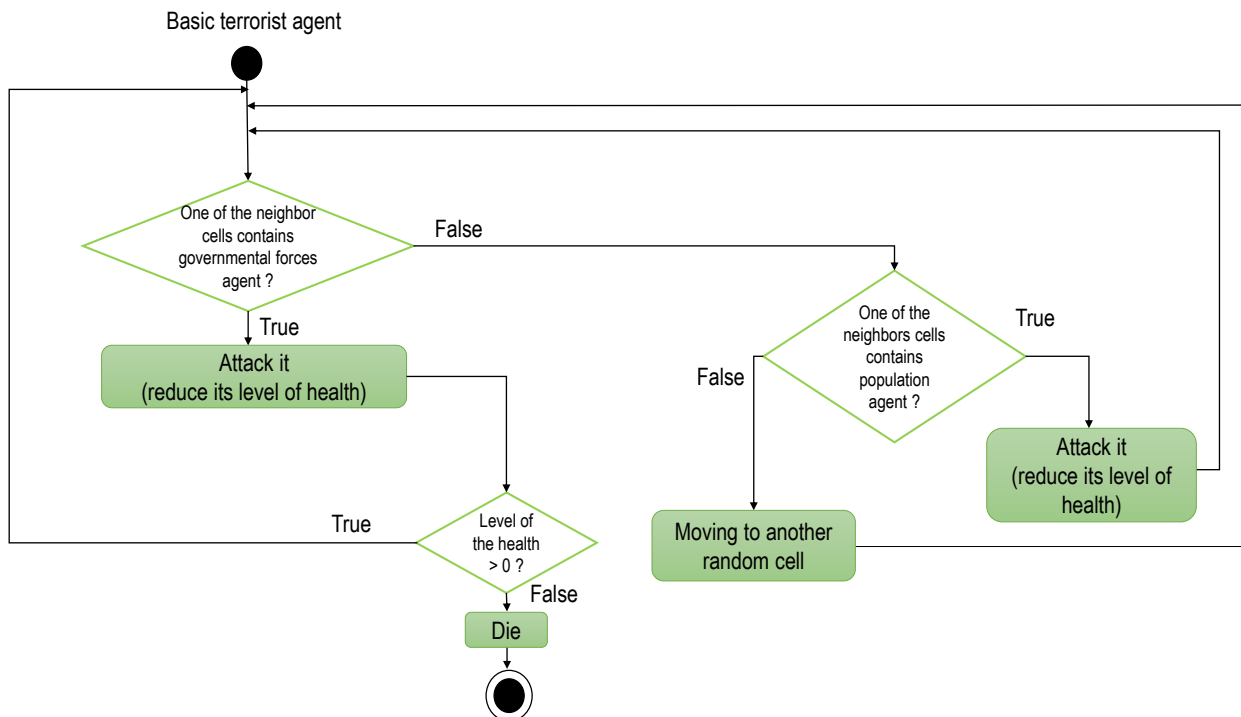 Basic terrorist agent
One of the neighbor
cells contains
governmental forces
agent ?
False
True
Attack it
(reduce its level of health)
One of the
neighbors cells
contains
population
agent ?
True
False
Attack it
(reduce its level of
health)
Moving to another
random cell
Level of
the health
> 0 ?
True
False
Die